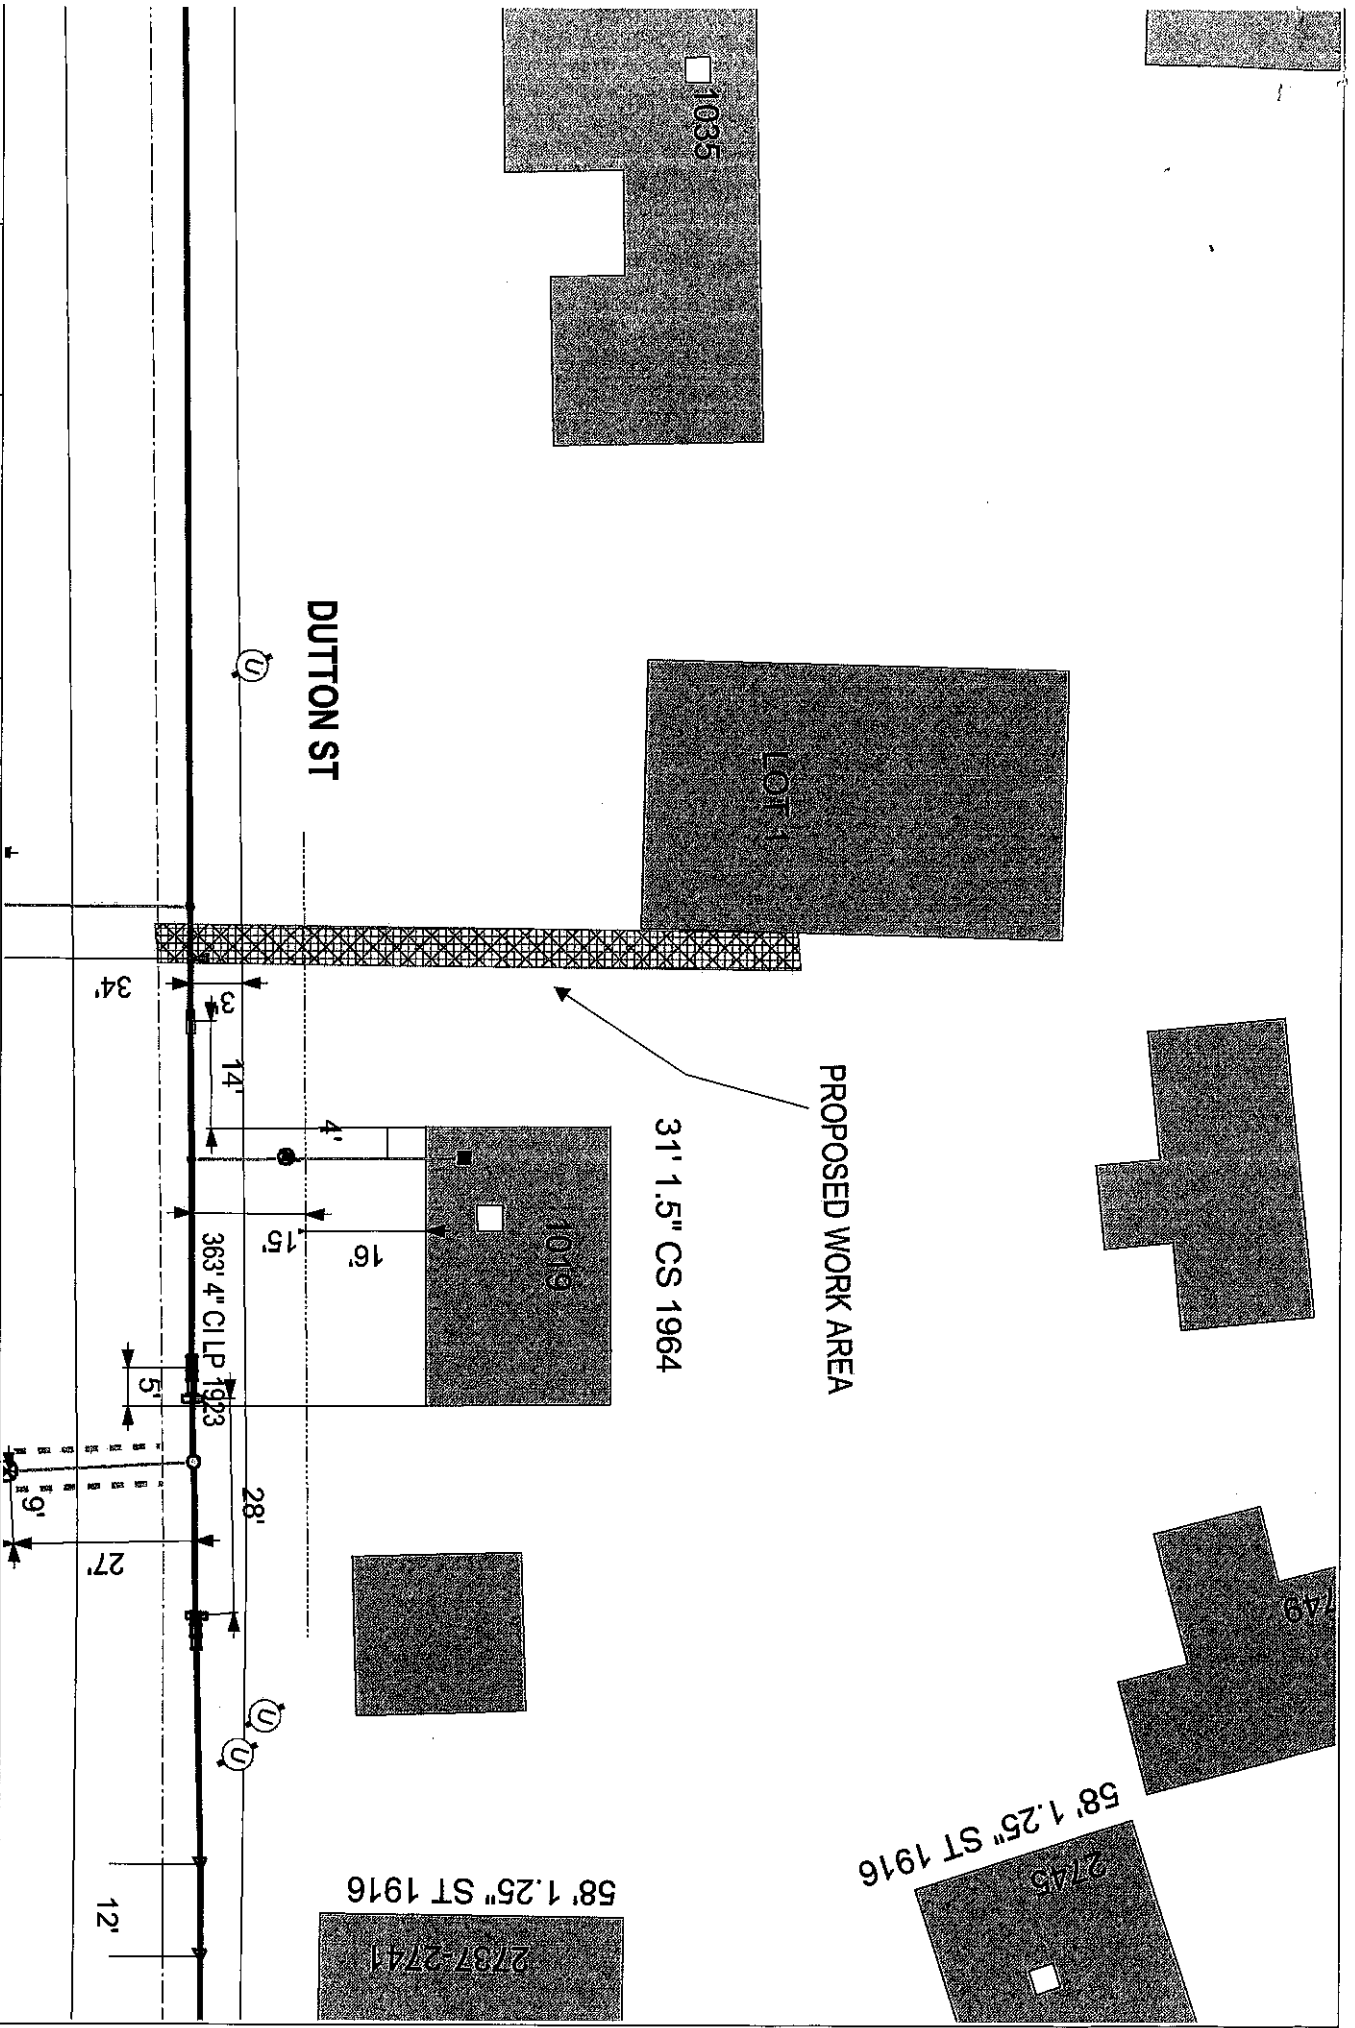 1035
DUTTON ST
U
LOT 1
PROPOSED WORK AREA
31' 1.5" CS 1964
34'
3'
14'
4'
15'
16'
1019
363' 4" CI LP 1923
5'
28'
9'
27'
U
U
12'
58' 1.25" ST 1916
2737-2741
58' 1.25" ST 1916
2745
749